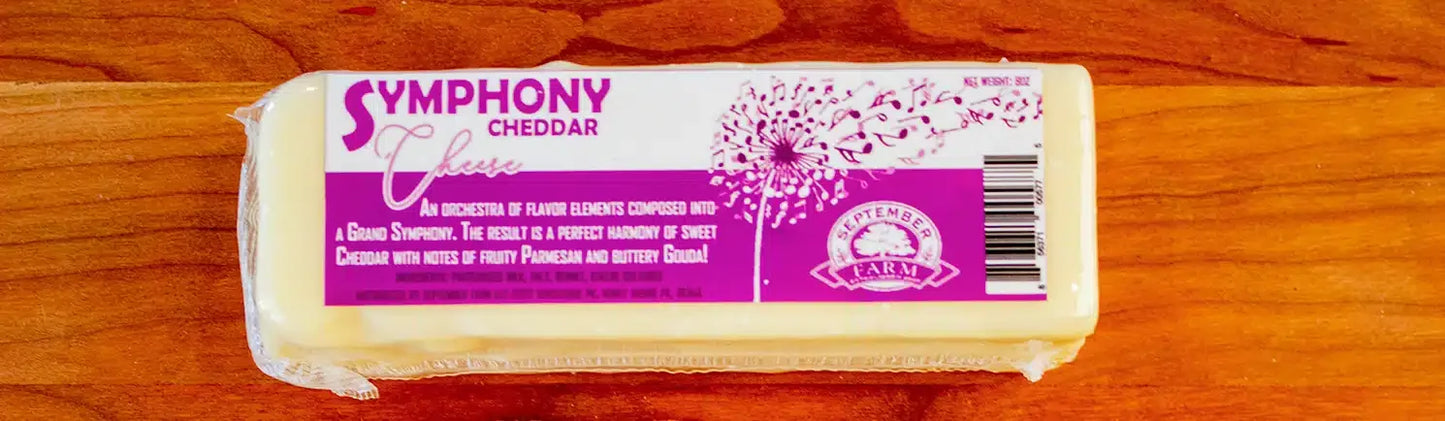 SYMPHONY
CHEDDAR
Cheese
NET WEIGHT: 8OZ
AN ORCHESTRA OF FLAVOR ELEMENTS COMPOSED INTO
A GRAND SYMPHONY. THE RESULT IS A PERFECT HARMONY OF SWEET
CHEDDAR WITH NOTES OF FRUITY PARMESAN AND BUTTERY GOUDA!
SEPTEMBER
FARM